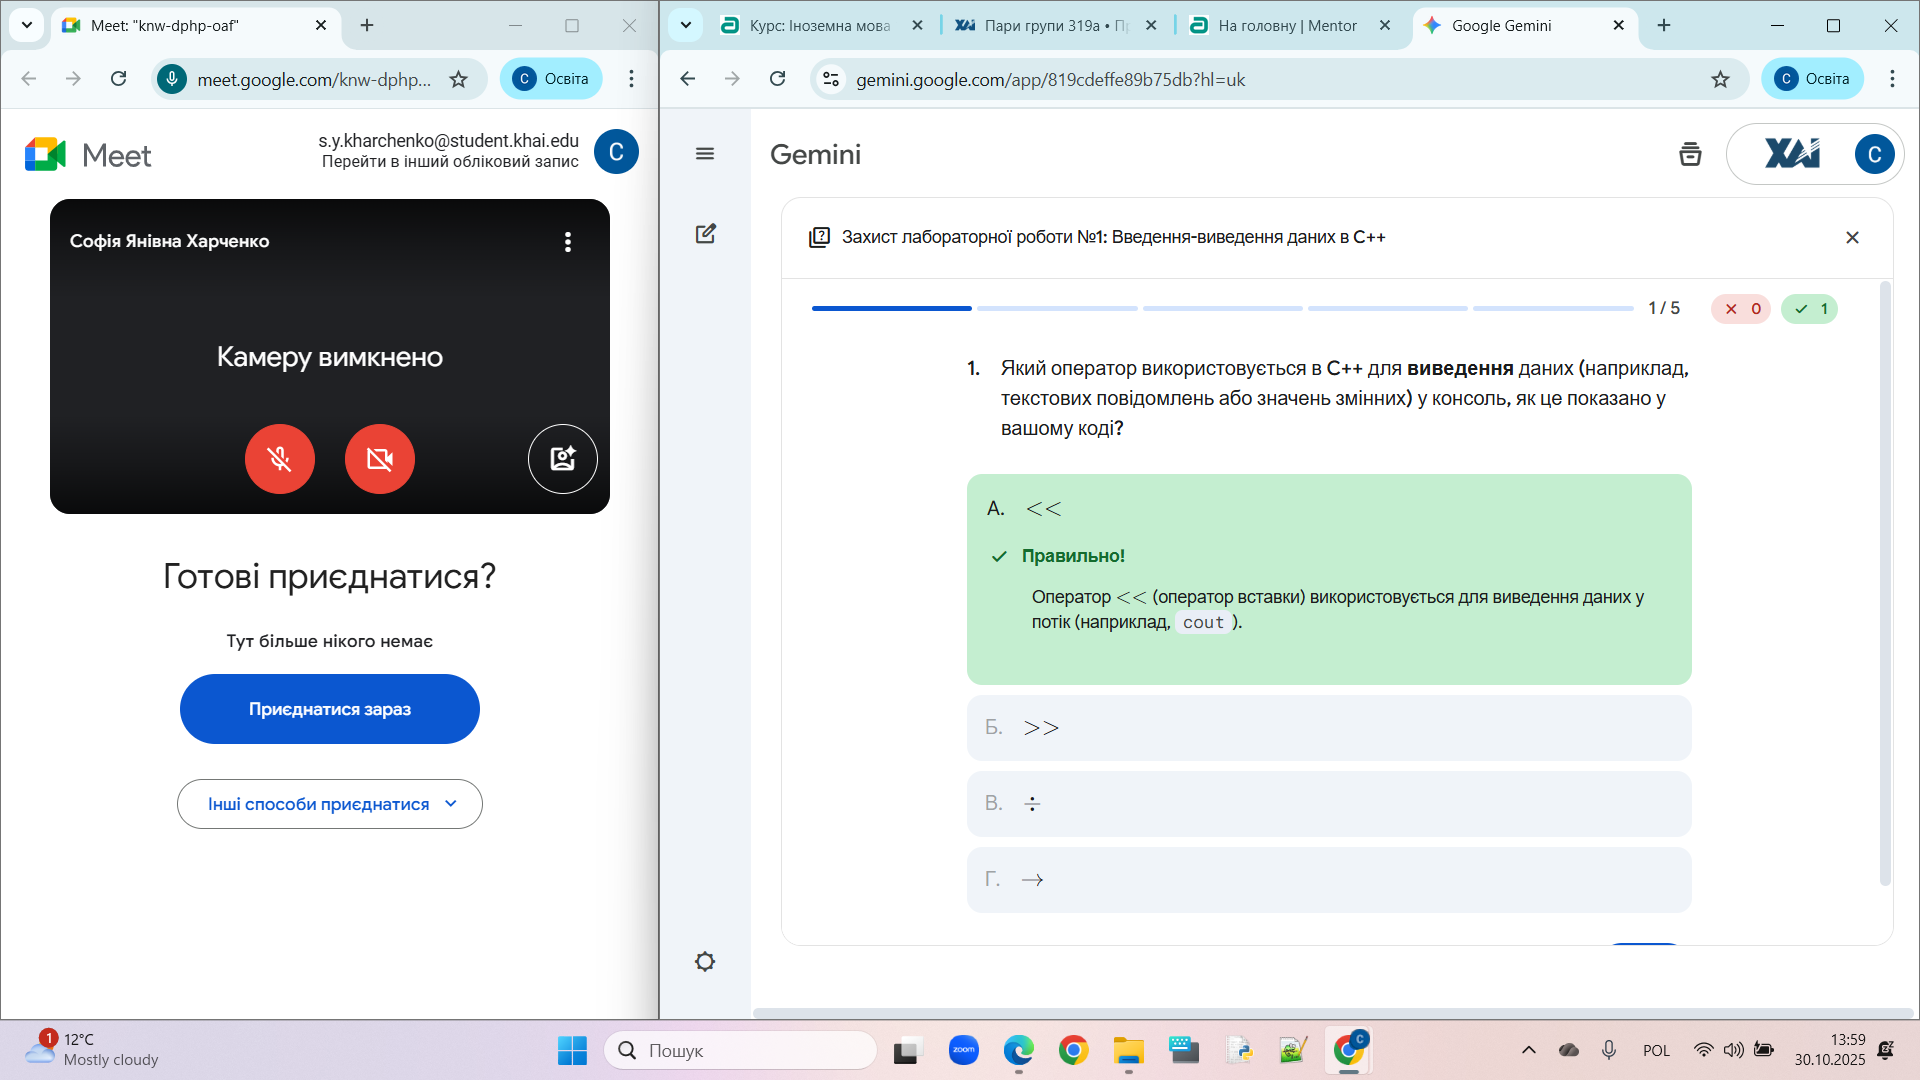 Meet: "knw-dphp-oaf"
meet.google.com/knw-dphp...
С
Освіта
Meet
s.y.kharchenko@student.khai.edu
Перейти в інший обліковий запис
С
Софія Янівна Харченко
Камеру вимкнено
Готові приєднатися?
Тут більше нікого немає
Приєднатися зараз
Інші способи приєднатися
Курс: Іноземна мова
Пари групи 319а •
На головну | Mentor
Google Gemini
gemini.google.com/app/819cdeffe89b75db?hl=uk
С
Освіта
Gemini
ХАІ
С
Захист лабораторної роботи №1: Введення-виведення даних в C++
1 / 5
0
1
1. Який оператор використовується в C++ для виведення даних (наприклад,
текстових повідомлень або значень змінних) у консоль, як це показано у
вашому коді?
А. <<
Правильно!
Оператор << (оператор вставки) використовується для виведення даних у
потік (наприклад, cout ).
Б. >>
В. ÷
Г. →
1
12°C
Mostly cloudy
Пошук
zoom
C
POL
13:59
30.10.2025